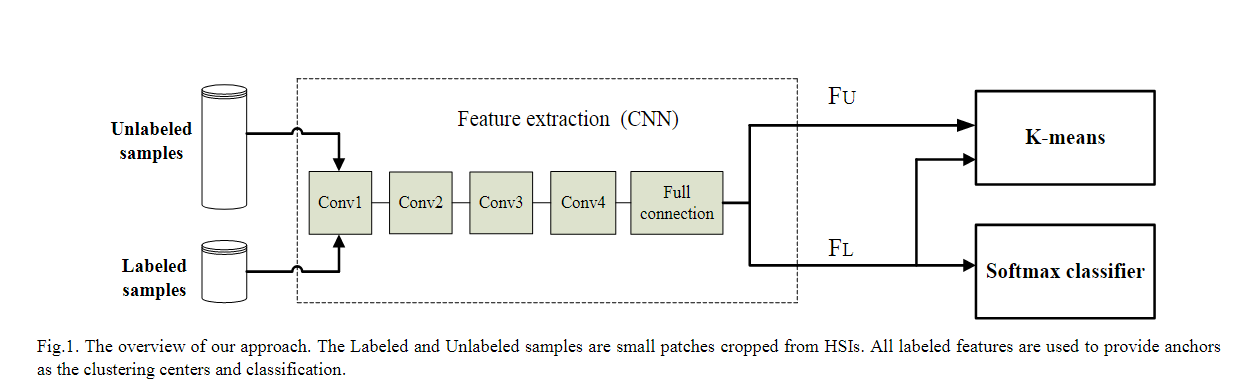 Unlabeled
samples
Labeled
samples
Feature extraction (CNN)
Conv1
Conv2
Conv3
Conv4
Full
connection
FU
FL
K-means
Softmax classifier
Fig.1. The overview of our approach. The Labeled and Unlabeled samples are small patches cropped from HSIs. All labeled features are used to provide anchors
as the clustering centers and classification.